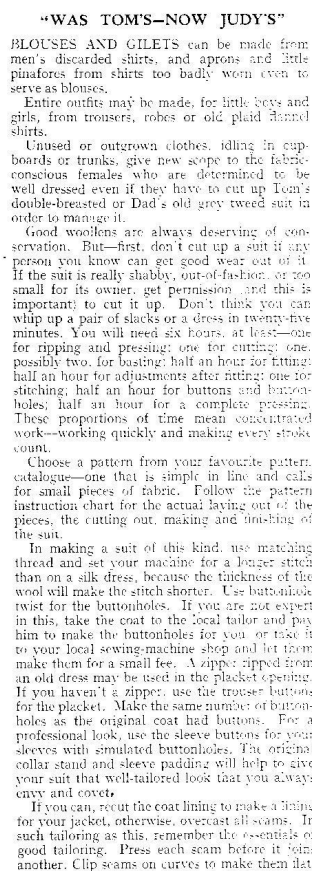 “WAS TOM'S—NOW JUDY'S”
BLOUSES AND GILETS can be made from
men's discarded shirts, and aprons and little
pinafores from shirts too badly worn even to
serve as blouses.
Entire outfits may be made, for little boys and
girls, from trousers, robes or old plaid flannel
shirts.
Unused or outgrown clothes, idling in cup-
boards or trunks, give new scope to the fabric-
conscious females who are determined to be
well dressed even if they have to cut up Tom's
double-breasted or Dad's old grey tweed suit in
order to manage it.
Good woollens are always deserving of con-
servation. But—first, don't cut up a suit if any
person you know can get good wear out of it.
If the suit is really shabby, out-of-fashion, or too
small for its owner, get permission (and this is
important) to cut it up. Don't think you can
whip up a pair of slacks or a dress in twenty-five
minutes. You will need six hours, at least—one
for ripping and pressing; one for cutting; one,
possibly two, for basting; half an hour for fitting;
half an hour for adjustments after fitting; one for
stitching; half an hour for buttons and button-
holes; half an hour for a complete pressing.
These proportions of time mean concentrated
work—working quickly and making every stroke
count.
Choose a pattern from your favourite pattern
catalogue—one that is simple in line and calls
for small pieces of fabric. Follow the pattern
instruction chart for the actual laying out of the
pieces, the cutting out, making and finishing of
the suit.
In making a suit of this kind, use matching
thread and set your machine for a longer stitch
than on a silk dress, because the thickness of the
wool will make the stitch shorter. Use buttonhole
twist for the buttonholes. If you are not expert
in this, take the coat to the local tailor and pay
him to make the buttonholes for you, or take it
to your local sewing-machine shop and let them
make them for a small fee. A zipper ripped from
an old dress may be used in the placket opening.
If you haven't a zipper, use the trouser buttons
for the placket. Make the same number of button-
holes as the original coat had buttons. For a
professional look, use the sleeve buttons for your
sleeves with simulated buttonholes. The original
collar stand and sleeve padding will help to give
your suit that well-tailored look that you always
envy and covet.
If you can, recut the coat lining to make a lining
for your jacket, otherwise, overcast all seams. In
such tailoring as this, remember the essentials of
good tailoring. Press each seam before it joins
another. Clip seams on curves to make them flat